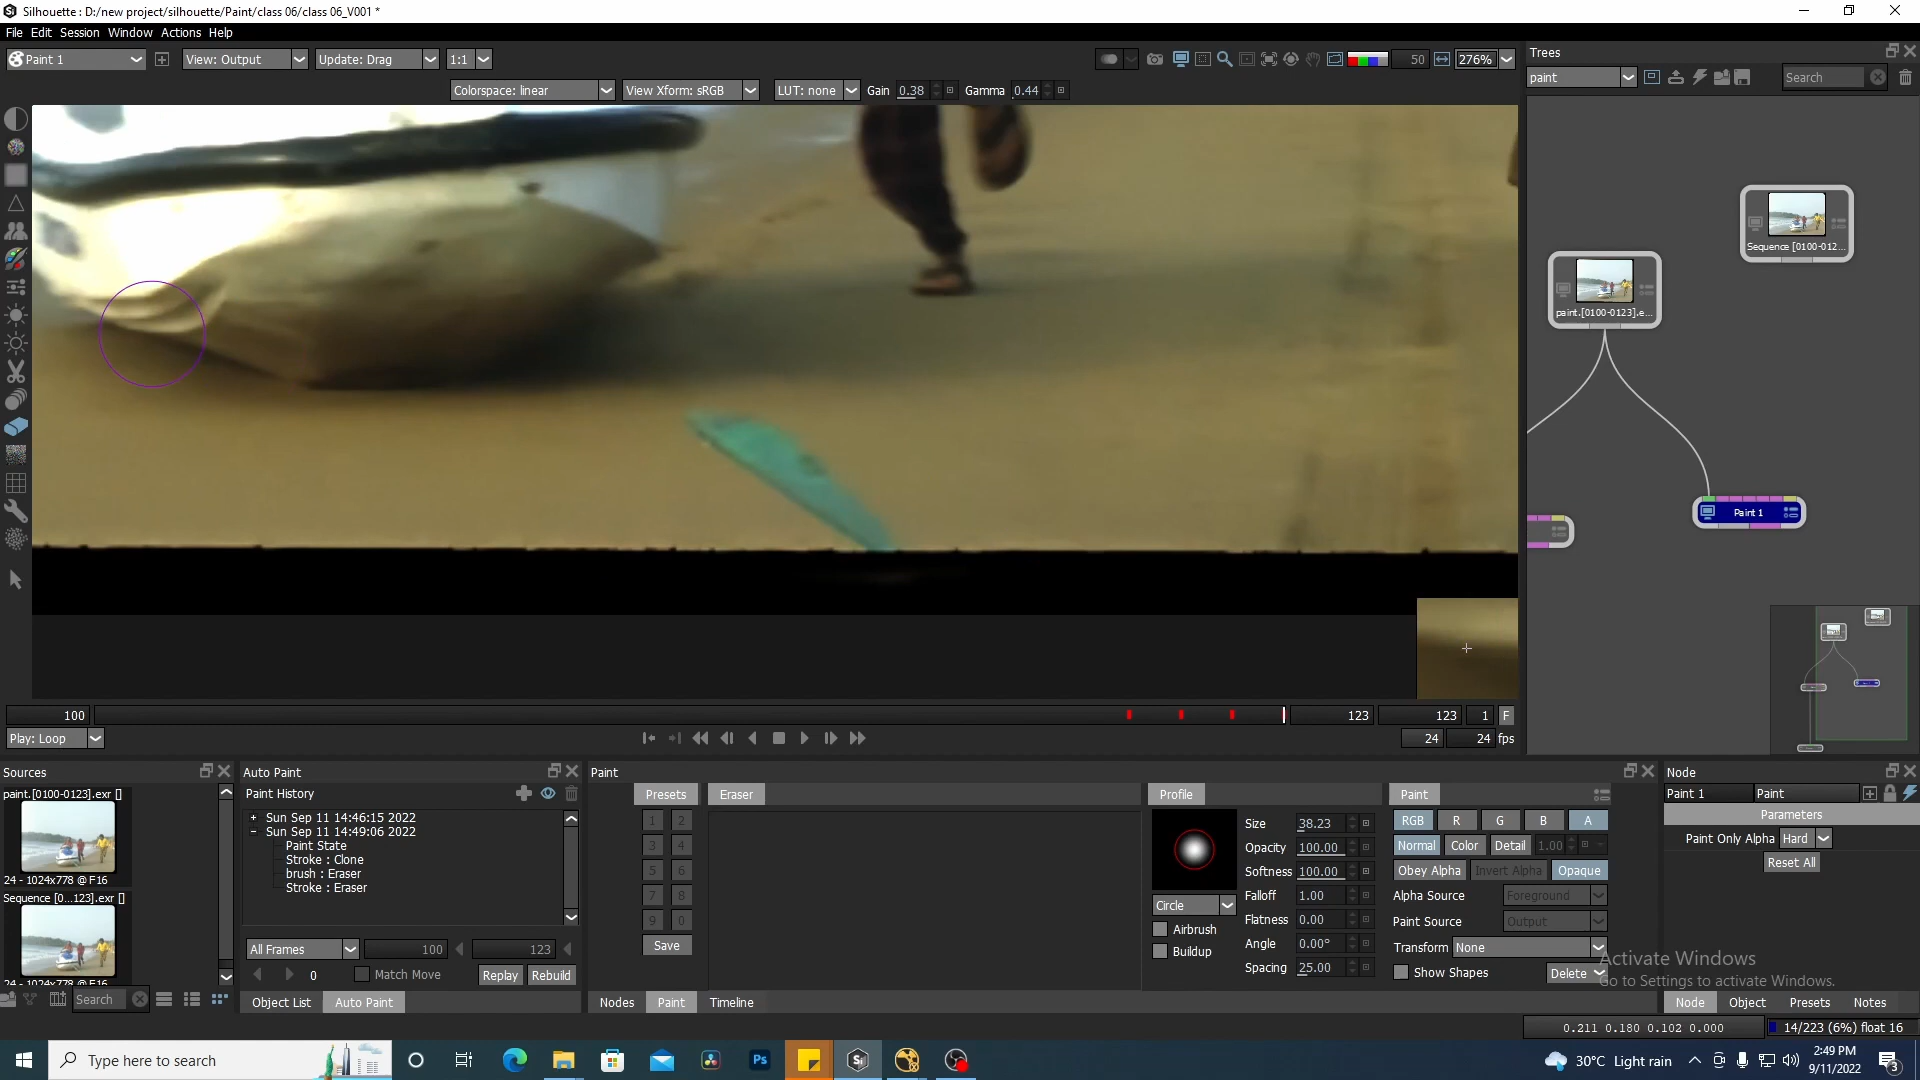 Silhouette : D:/new project/silhouette/Paint/class 06/class 06_V001 *
File Edit Session Window Actions Help
Paint 1 View: Output Update: Drag 1:1 50 276%
Colorspace: linear View Xform: sRGB LUT: none Gain 0.38 Gamma 0.44
Trees
paint Search
Sequence [0100-012...
paint.[0100-0123].e...
Paint 1
100 123 123 1 F
Play: Loop 24 24 fps
Sources
paint.[0100-0123].exr []
24 - 1024x778 @ F16
Sequence [0...123].exr []
24 - 1024x778 @ F16
Search
Auto Paint
Paint History
Sun Sep 11 14:46:15 2022
Sun Sep 11 14:49:06 2022
Paint State
Stroke : Clone
brush : Eraser
Stroke : Eraser
All Frames 100 123
0 Match Move Replay Rebuild
Object List Auto Paint
Paint
Presets Eraser
1 2
3 4
5 6
7 8
9 0
Save
Nodes Paint Timeline
Profile
Circle
Airbrush
Buildup
Size 38.23
Opacity 100.00
Softness 100.00
Falloff 1.00
Flatness 0.00
Angle 0.00°
Spacing 25.00
Paint
RGB R G B A
Normal Color Detail 1.00
Obey Alpha Invert Alpha Opaque
Alpha Source Foreground
Paint Source Output
Transform None
Show Shapes Delete
Node
Paint 1 Paint
Parameters
Paint Only Alpha Hard
Reset All
Activate Windows
Go to Settings to activate Windows.
Node Object Presets Notes
0.211 0.180 0.102 0.000 14/223 (6%) float 16
Type here to search
30°C Light rain
2:49 PM
9/11/2022
3